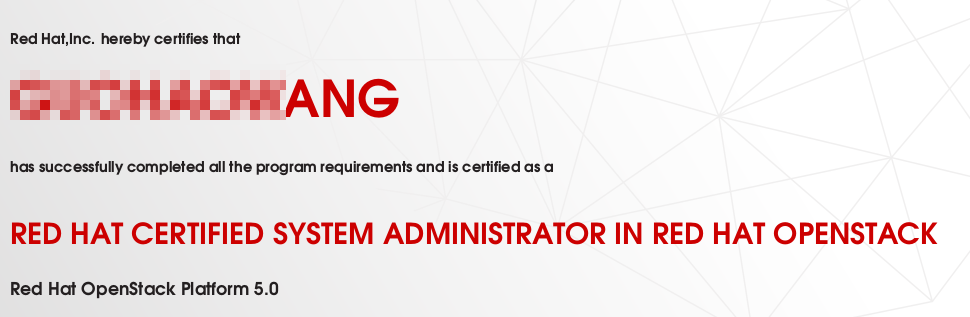 Red Hat,Inc. hereby certifies that
ANG
has successfully completed all the program requirements and is certified as a
RED HAT CERTIFIED SYSTEM ADMINISTRATOR IN RED HAT OPENSTACK
Red Hat OpenStack Platform 5.0